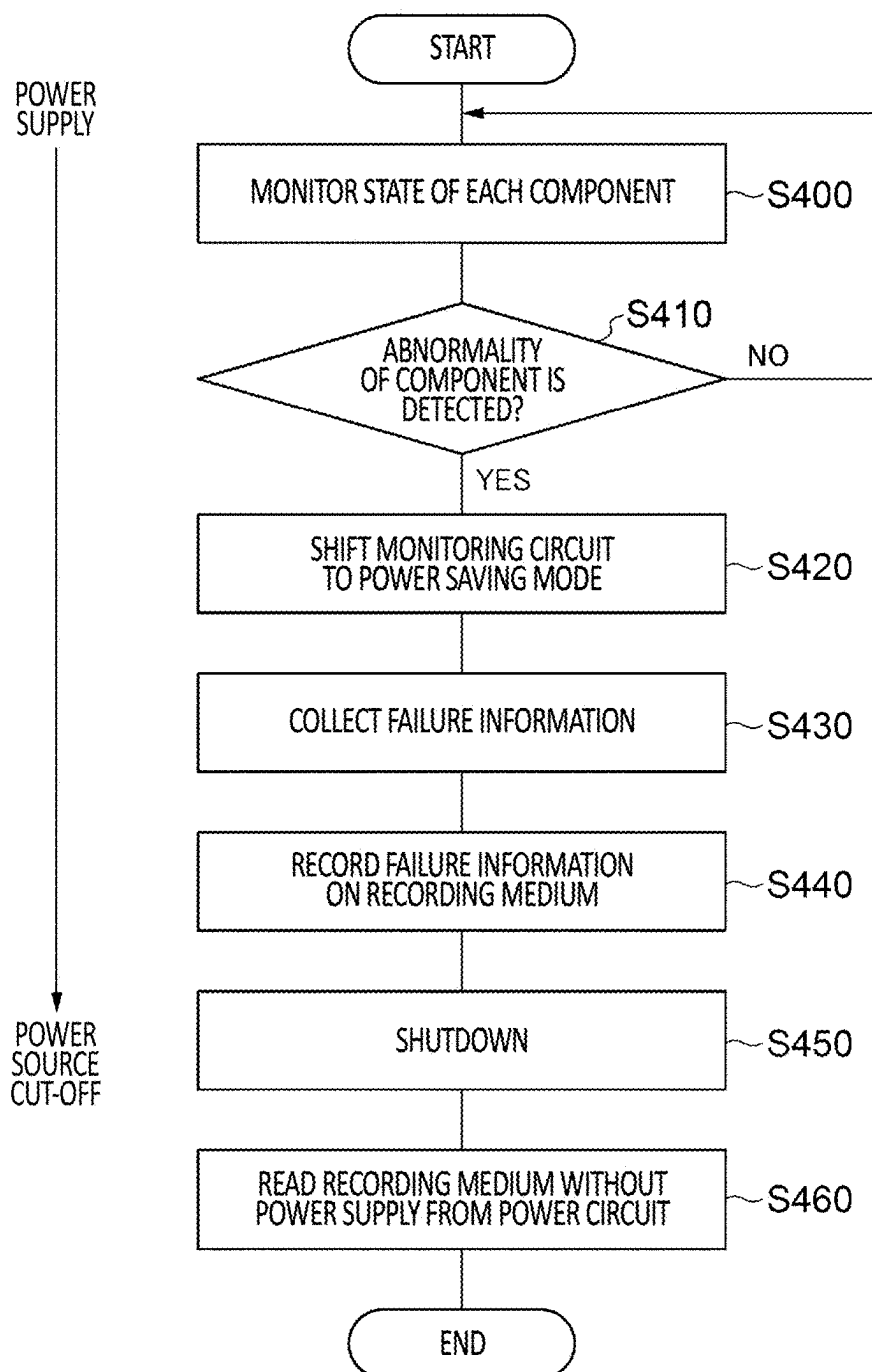 START
POWER
SUPPLY
MONITOR STATE OF EACH COMPONENT
S400
S410
ABNORMALITY
OF COMPONENT IS
DETECTED?
NO
YES
SHIFT MONITORING CIRCUIT
TO POWER SAVING MODE
S420
COLLECT FAILURE INFORMATION
S430
RECORD FAILURE INFORMATION
ON RECORDING MEDIUM
S440
POWER
SOURCE
CUT-OFF
SHUTDOWN
S450
READ RECORDING MEDIUM WITHOUT
POWER SUPPLY FROM POWER CIRCUIT
S460
END